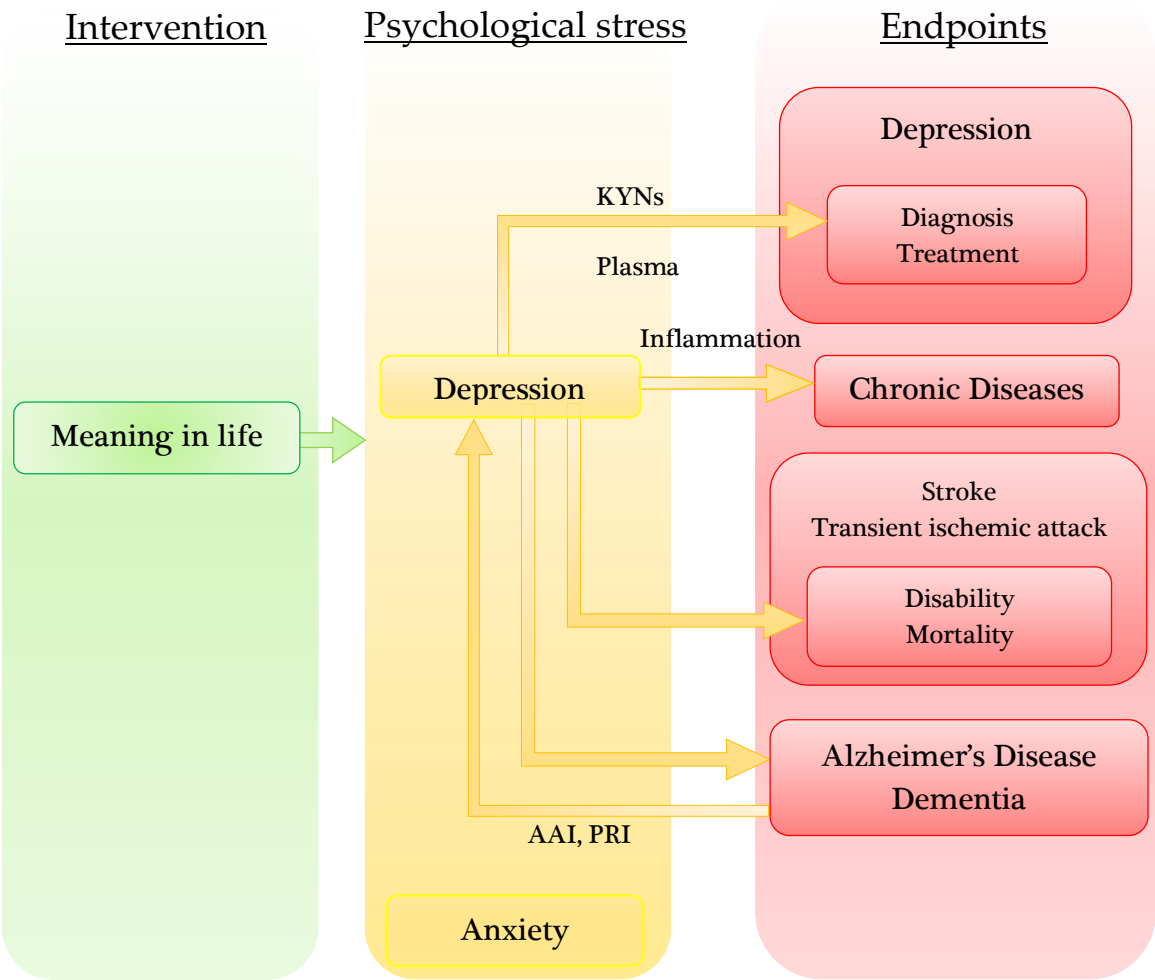 Intervention
Psychological stress
Endpoints
Depression
KYNs
Diagnosis
Treatment
Plasma
Inflammation
Depression
Chronic Diseases
Meaning in life
Stroke
Transient ischemic attack
Disability
Mortality
Alzheimer’s Disease
Dementia
AAI, PRI
Anxiety